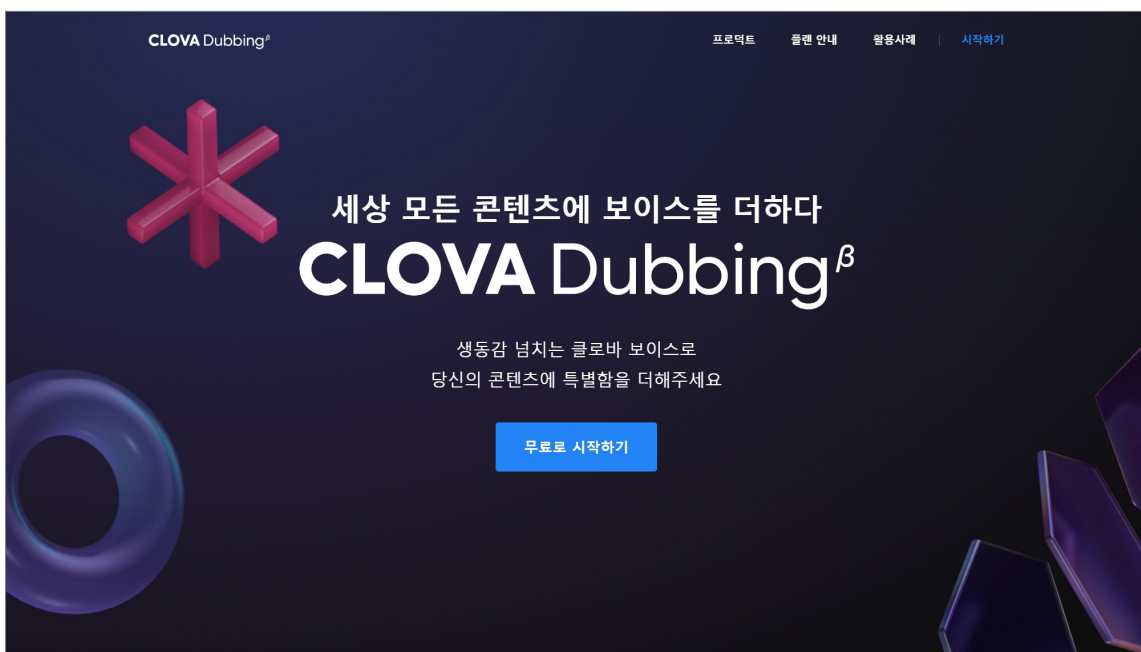 CLOVA Dubbing β
프로덕트 플랜 안내 활용사례 | 시작하기
세상 모든 콘텐츠에 보이스를 더하다
CLOVA Dubbing β
생동감 넘치는 클로바 보이스로
당신의 콘텐츠에 특별함을 더해주세요
무료로 시작하기